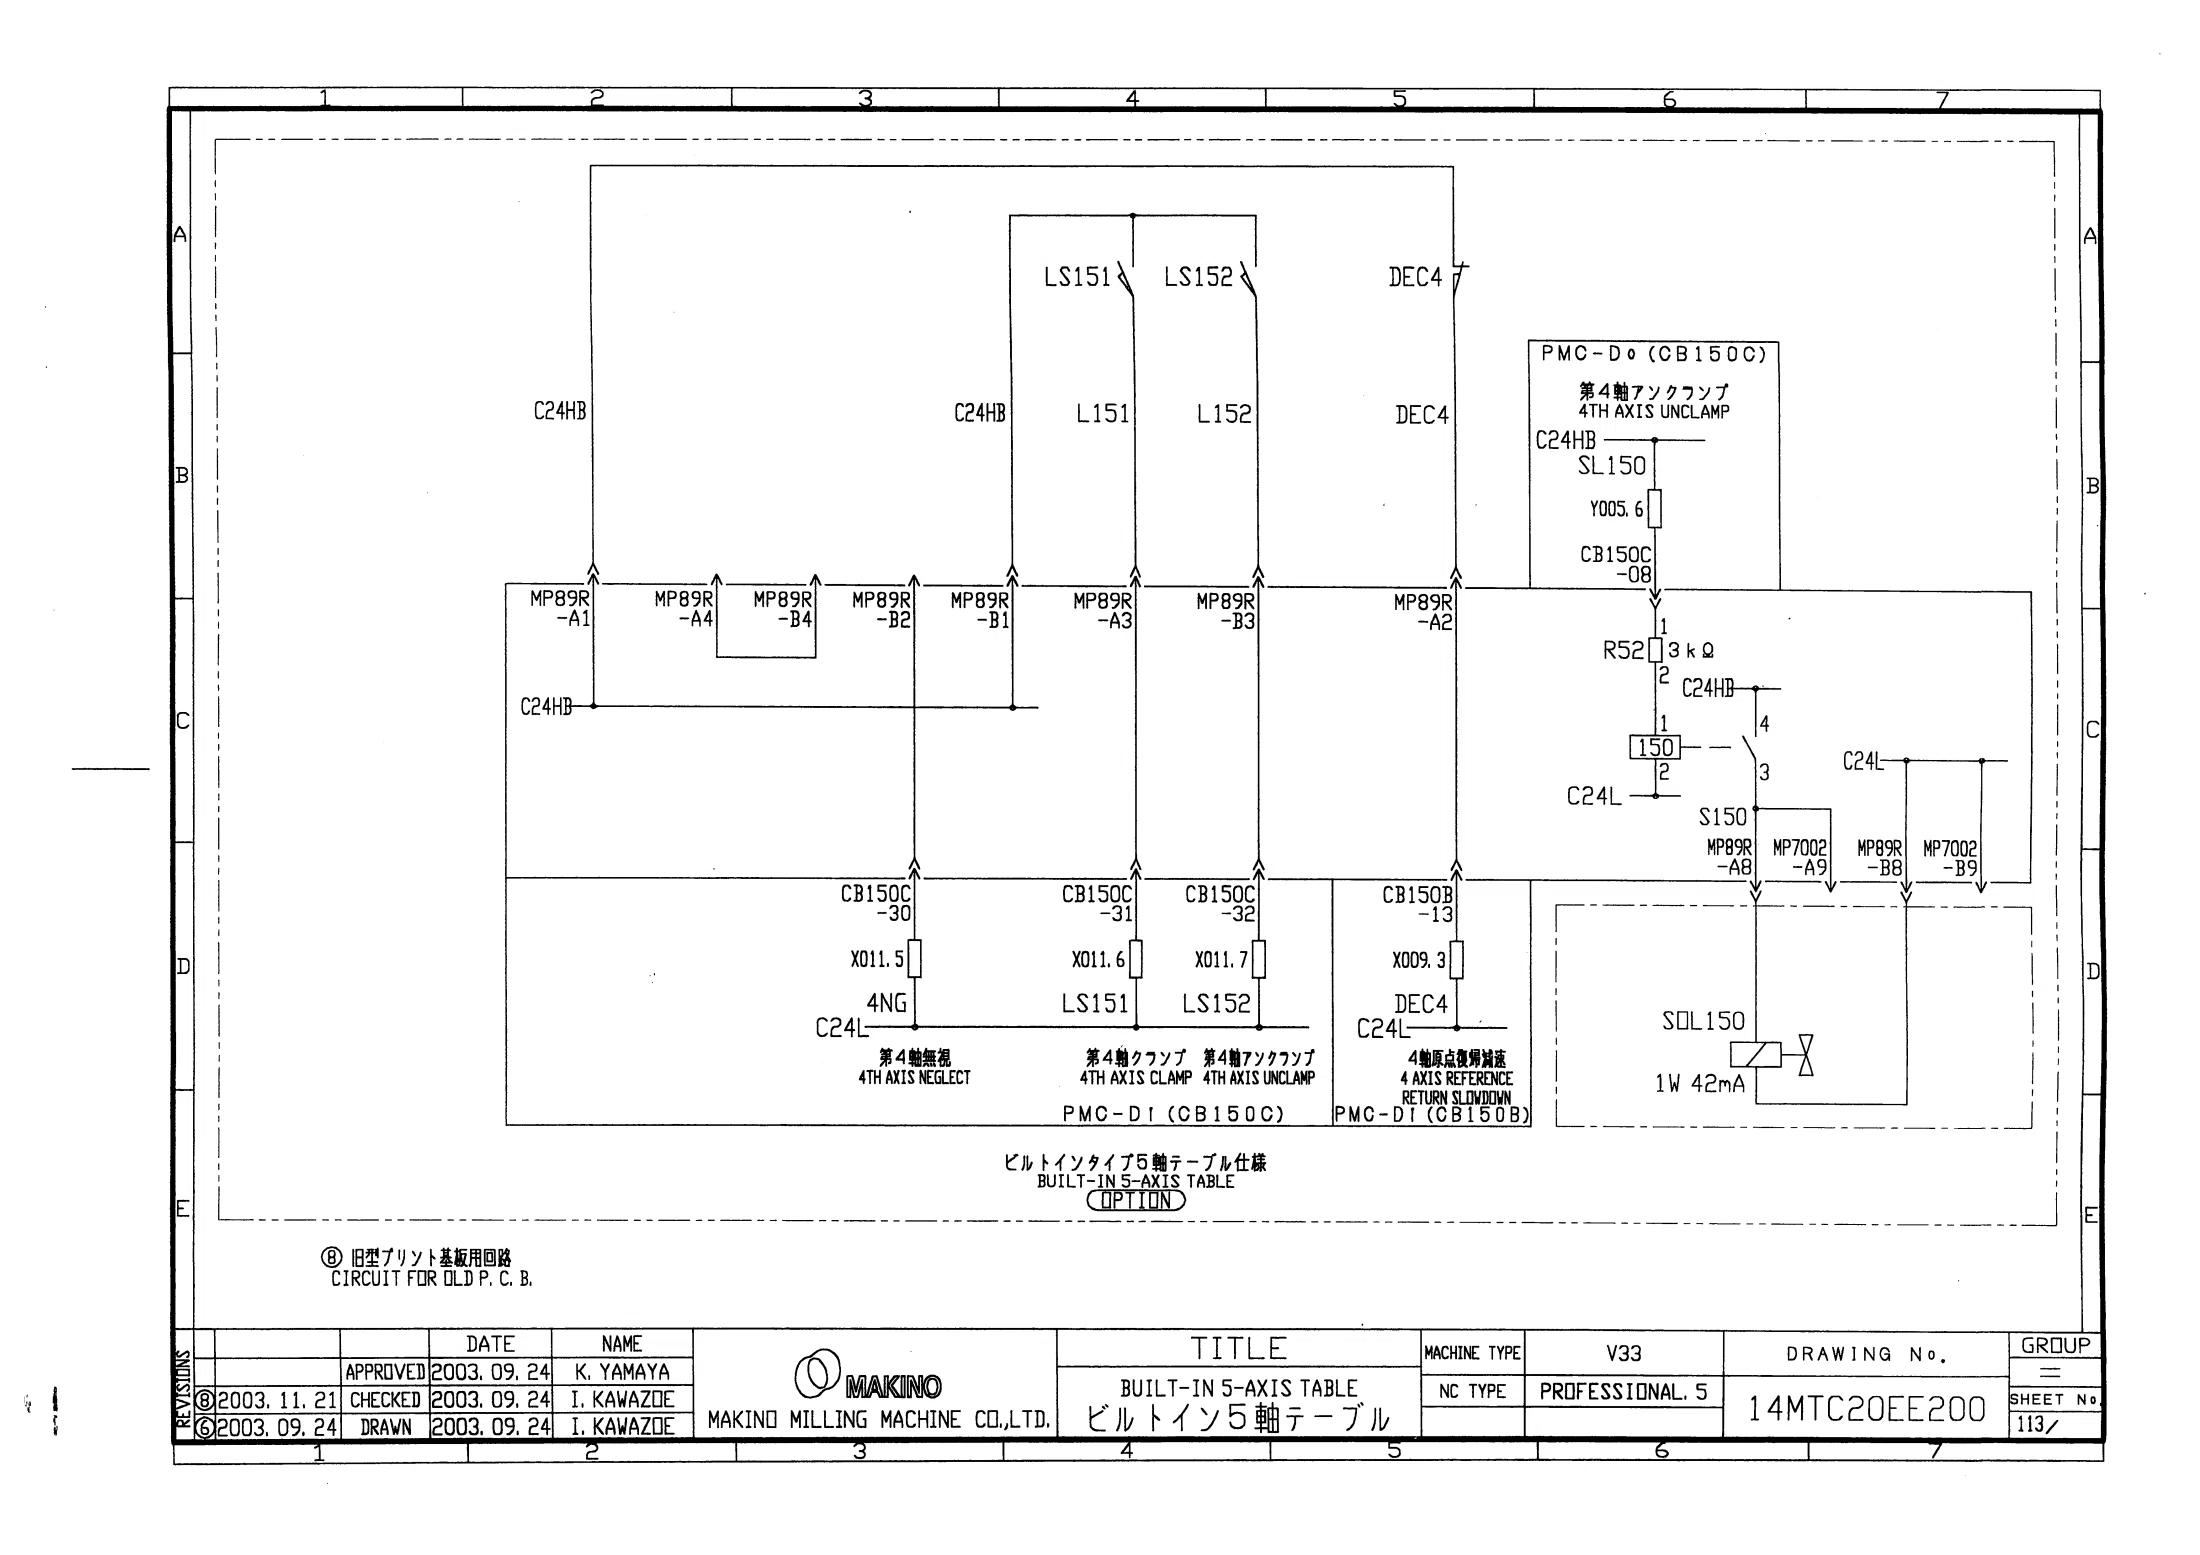 1 2 3 4 5 6 7
A A
LS151 LS152 DEC4
PMC-Do (CB150C)
第4軸アンクランプ
4TH AXIS UNCLAMP
C24HB C24HB L151 L152 DEC4
C24HB
SL150
B B
Y005.6
CB150C
-08
MP89R MP89R MP89R MP89R MP89R MP89R MP89R MP89R
-A1 -A4 -B4 -B2 -B1 -A3 -B3 -A2
1
R52 3kΩ
2
C24HB
C24HB
C C
1 4
150
2 3
C24L
C24L
S150
MP89R MP7002 MP89R MP7002
-A8 -A9 -B8 -B9
CB150C CB150C CB150C CB150B
-30 -31 -32 -13
D D
X011.5 X011.6 X011.7 X009.3
4NG LS151 LS152 DEC4
C24L C24L
SOL150
1W 42mA
第4軸無視 第4軸クランプ 第4軸アンクランプ 4軸原点復帰減速
4TH AXIS NEGLECT 4TH AXIS CLAMP 4TH AXIS UNCLAMP 4 AXIS REFERENCE
RETURN SLOWDOWN
PMC-DI (CB150C) PMC-DI (CB150B)
ビルトインタイプ5軸テーブル仕様
BUILT-IN 5-AXIS TABLE
OPTION
E E
⑧ 旧型プリント基板用回路
CIRCUIT FOR OLD P.C.B.
REVISIONS
DATE NAME
APPROVED 2003.09.24 K. YAMAYA
⑧ 2003.11.21 CHECKED 2003.09.24 I. KAWAZOE
⑥ 2003.09.24 DRAWN 2003.09.24 I. KAWAZOE
MAKINO
MAKINO MILLING MACHINE CO.,LTD.
TITLE
BUILT-IN 5-AXIS TABLE
ビルトイン5軸テーブル
MACHINE TYPE V33
NC TYPE PROFESSIONAL.5
DRAWING No.
14MTC20EE200
GROUP
=
SHEET No.
113/
1 2 3 4 5 6 7